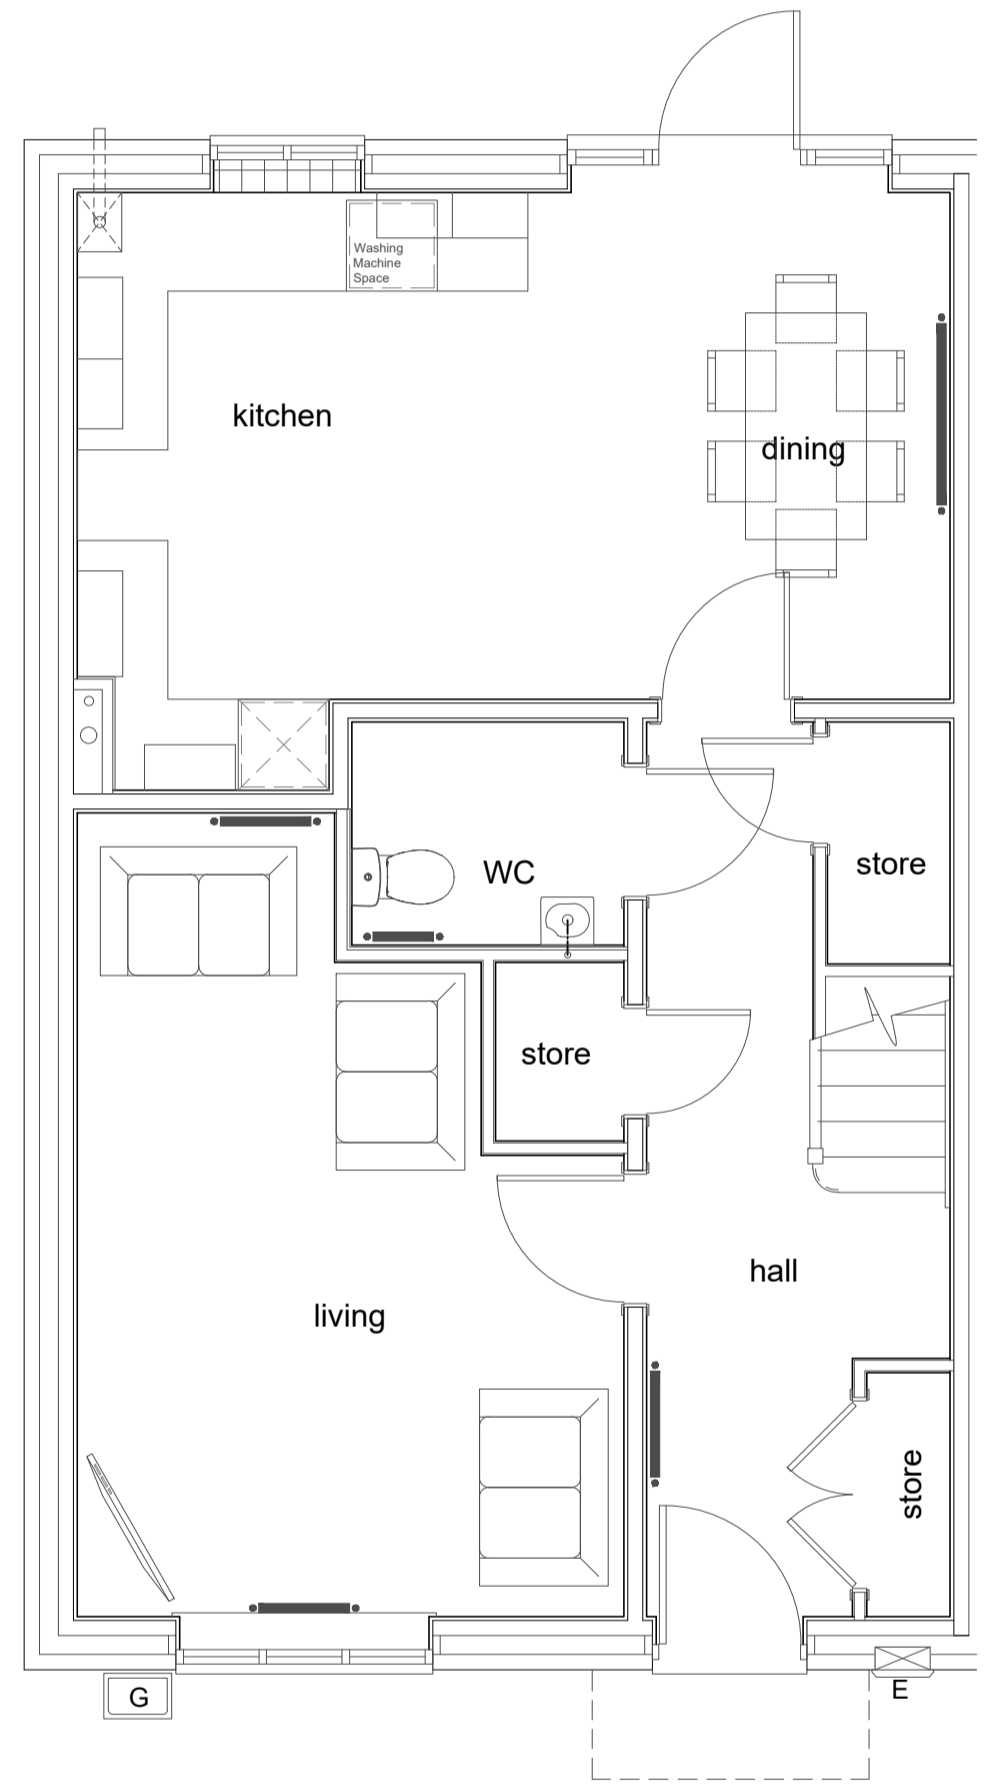 Washing
Machine
Space
kitchen
dining
WC
store
store
hall
living
store
G
E